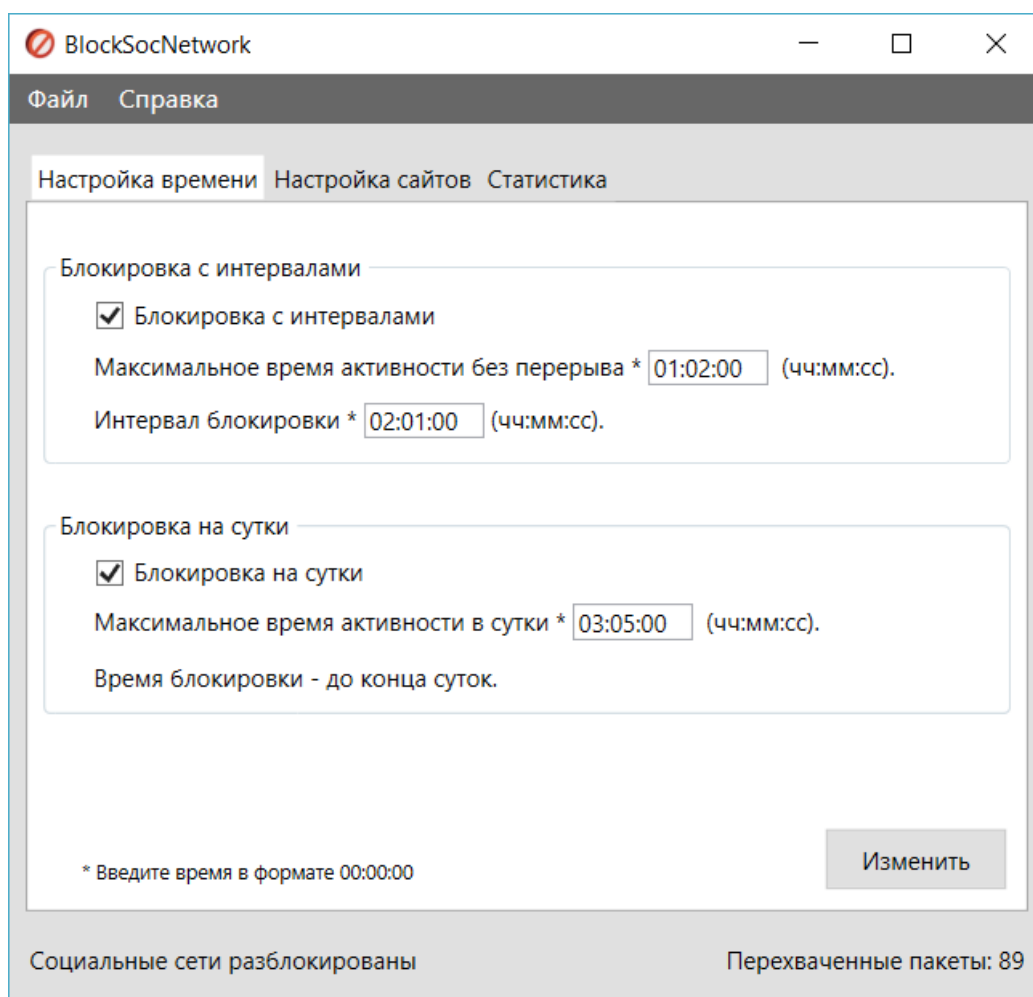 BlockSocNetwork
Файл Справка
Настройка времени Настройка сайтов Статистика
Блокировка с интервалами
Блокировка с интервалами
Максимальное время активности без перерыва * 01:02:00 (чч:мм:сс).
Интервал блокировки * 02:01:00 (чч:мм:сс).
Блокировка на сутки
Блокировка на сутки
Максимальное время активности в сутки * 03:05:00 (чч:мм:сс).
Время блокировки - до конца суток.
* Введите время в формате 00:00:00
Изменить
Социальные сети разблокированы Перехваченные пакеты: 89